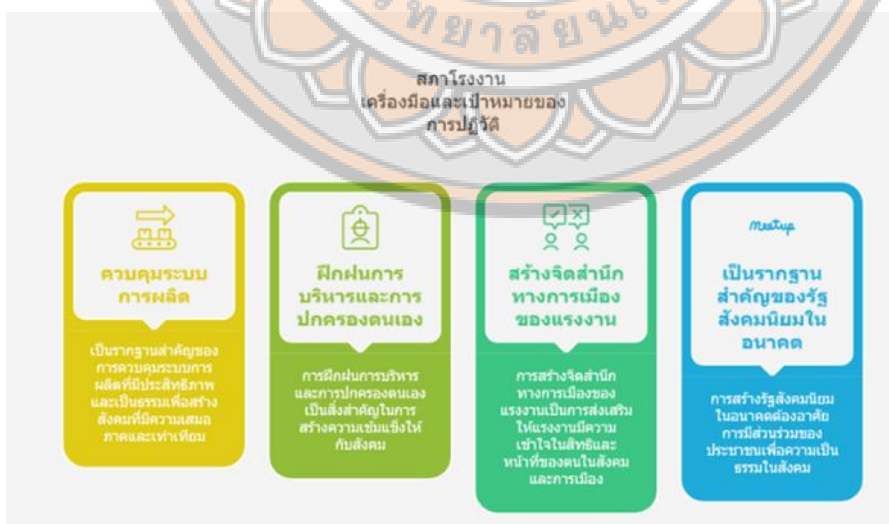 วิทยาลัยนเ
สภาโรงงาน
เครื่องมือและเป้าหมายของ
การปฏิวัติ
ควบคุมระบบ
การผลิต
เป็นรากฐานสำคัญของ
การควบคุมระบบการ
ผลิตที่มีประสิทธิภาพ
และเป็นธรรมเพื่อสร้าง
สังคมที่มีความเสมอ
ภาคและเท่าเทียม
ฝึกฝนการ
บริหารและการ
ปกครองตนเอง
การฝึกฝนการบริหาร
และการปกครองตนเอง
เป็นสิ่งสำคัญในการ
สร้างความเข้มแข็งให้
กับสังคม
สร้างจิตสำนึก
ทางการเมือง
ของแรงงาน
การสร้างจิตสำนึก
ทางการเมืองของ
แรงงานเป็นการส่งเสริม
ให้แรงงานมีความ
เข้าใจในสิทธิและ
หน้าที่ของตนในสังคม
และการเมือง
Meetup
เป็นรากฐาน
สำคัญของรัฐ
สังคมนิยมใน
อนาคต
การสร้างรัฐสังคมนิยม
ในอนาคตต้องอาศัย
การมีส่วนร่วมของ
ประชาชนเพื่อความเป็น
ธรรมในสังคม